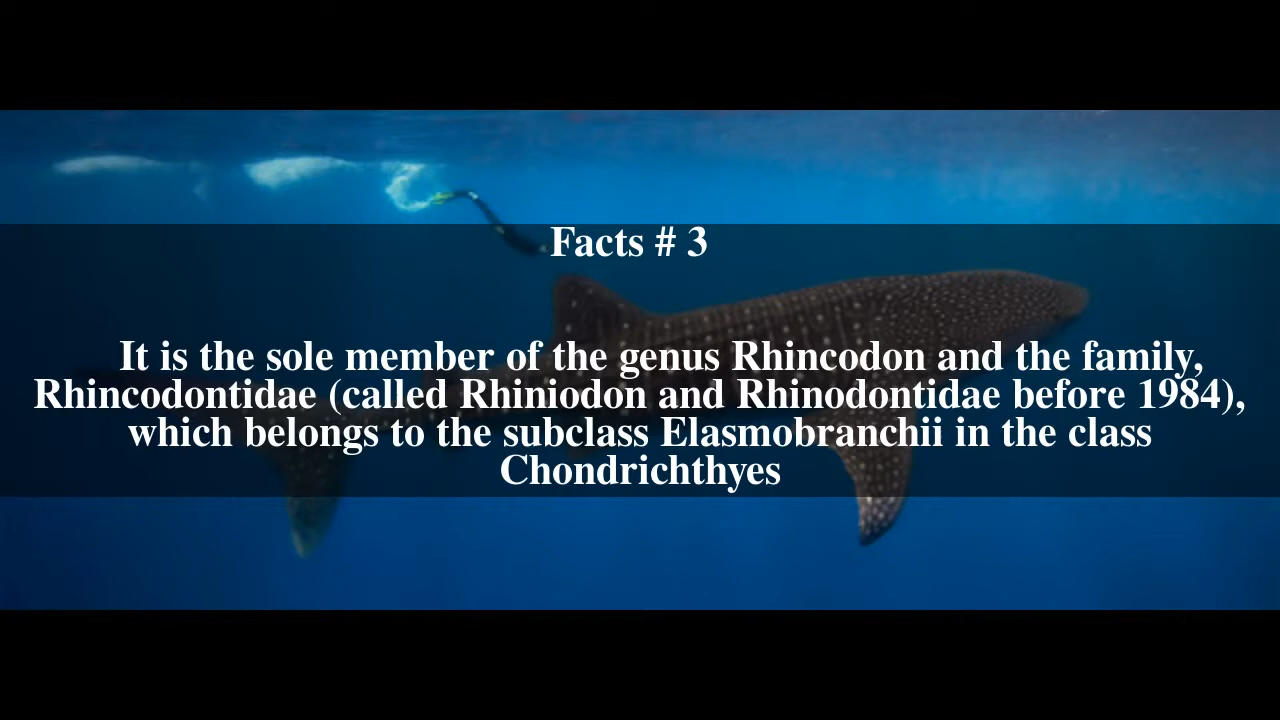 Facts # 3
It is the sole member of the genus Rhincodon and the family,
Rhincodontidae (called Rhiniodon and Rhinodontidae before 1984),
which belongs to the subclass Elasmobranchii in the class
Chondrichthyes